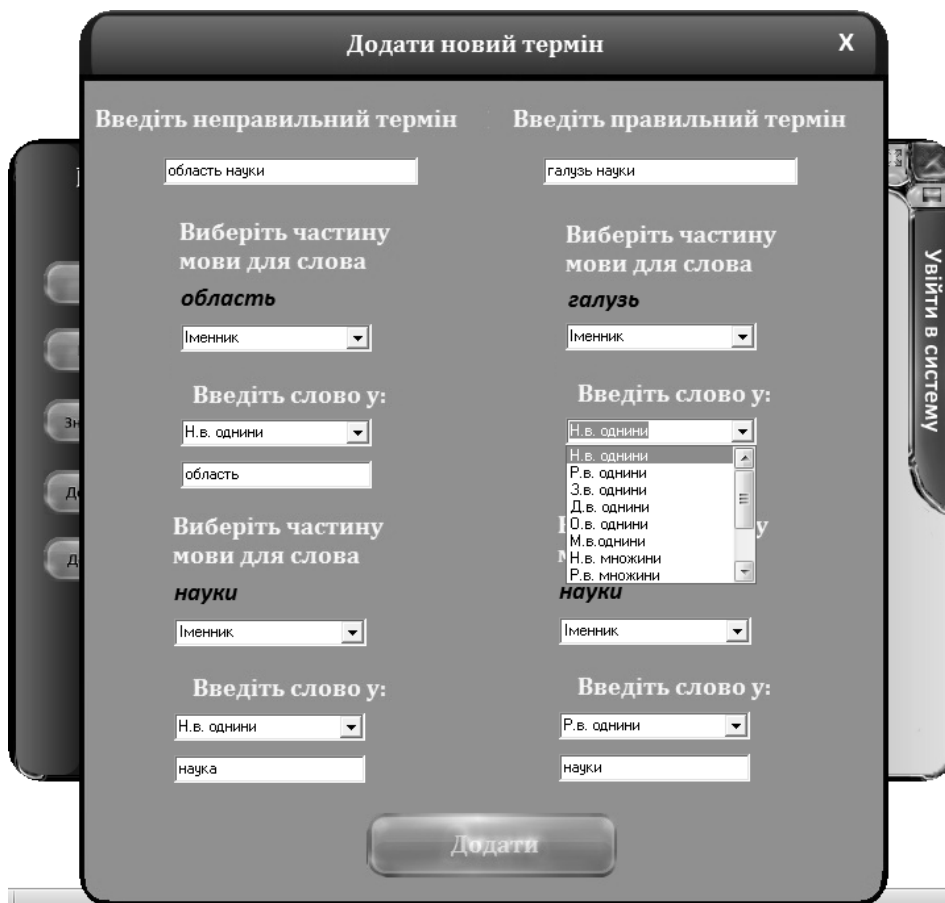 Додати новий термін
X
Введіть неправильний термін
Введіть правильний термін
область науки
галузь науки
Виберіть частину
мови для слова
область
Іменник
Виберіть частину
мови для слова
галузь
Іменник
Введіть слово у:
Н.в. однини
область
Введіть слово у:
Н.в. однини
Н.в. однини
Р.в. однини
З.в. однини
Д.в. однини
О.в. однини
М.в.однини
Н.в. множини
Р.в. множини
Виберіть частину
мови для слова
науки
Іменник
науки
Іменник
Введіть слово у:
Н.в. однини
наука
Введіть слово у:
Р.в. однини
науки
Додати
Увійти в систему